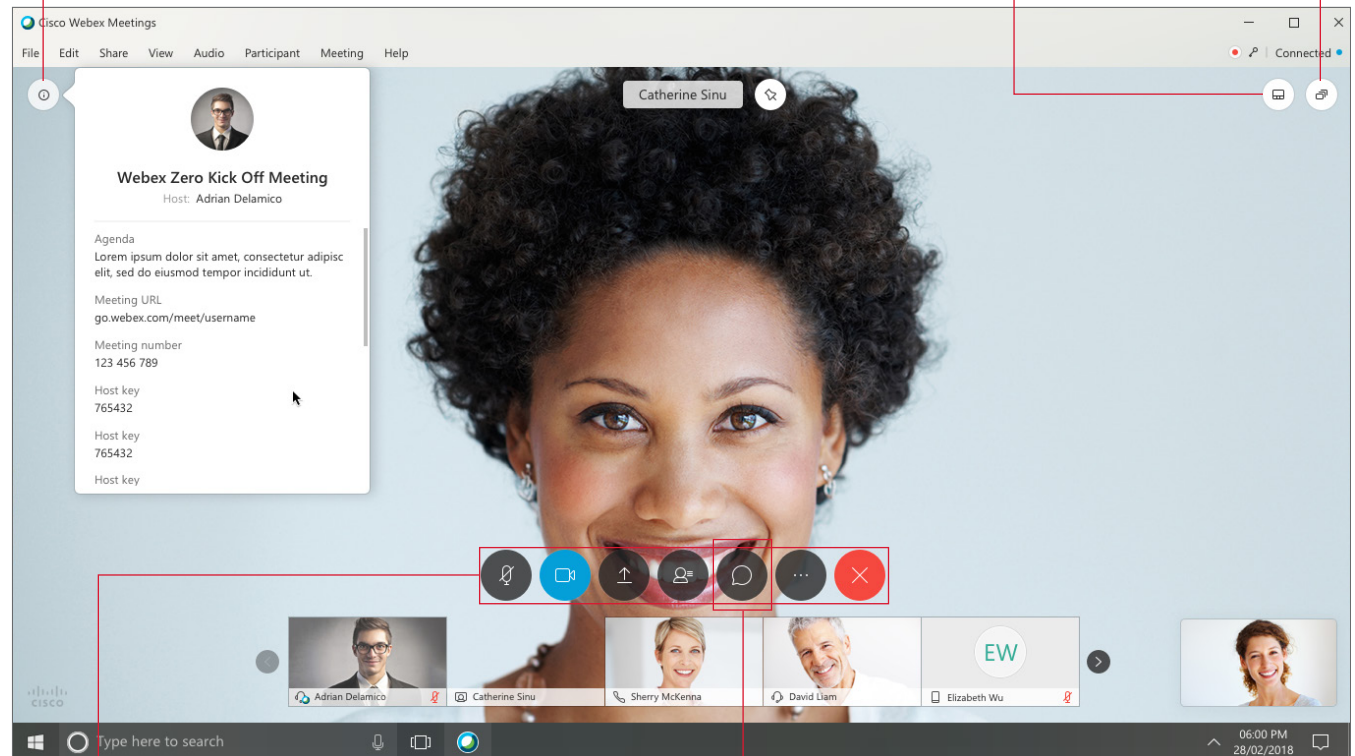 Cisco Webex Meetings
File Edit Share View Audio Participant Meeting Help
Connected
Catherine Sinu
Webex Zero Kick Off Meeting
Host: Adrian Delamico
Agenda
Lorem ipsum dolor sit amet, consectetur adipisc
elit, sed do eiusmod tempor incididunt ut.
Meeting URL
go.webex.com/meet/username
Meeting number
123 456 789
Host key
765432
Host key
765432
Host key
EW
Adrian Delamico
Catherine Sinu
Sherry McKenna
David Liam
Elizabeth Wu
CISCO
Type here to search
06:00 PM
28/02/2018